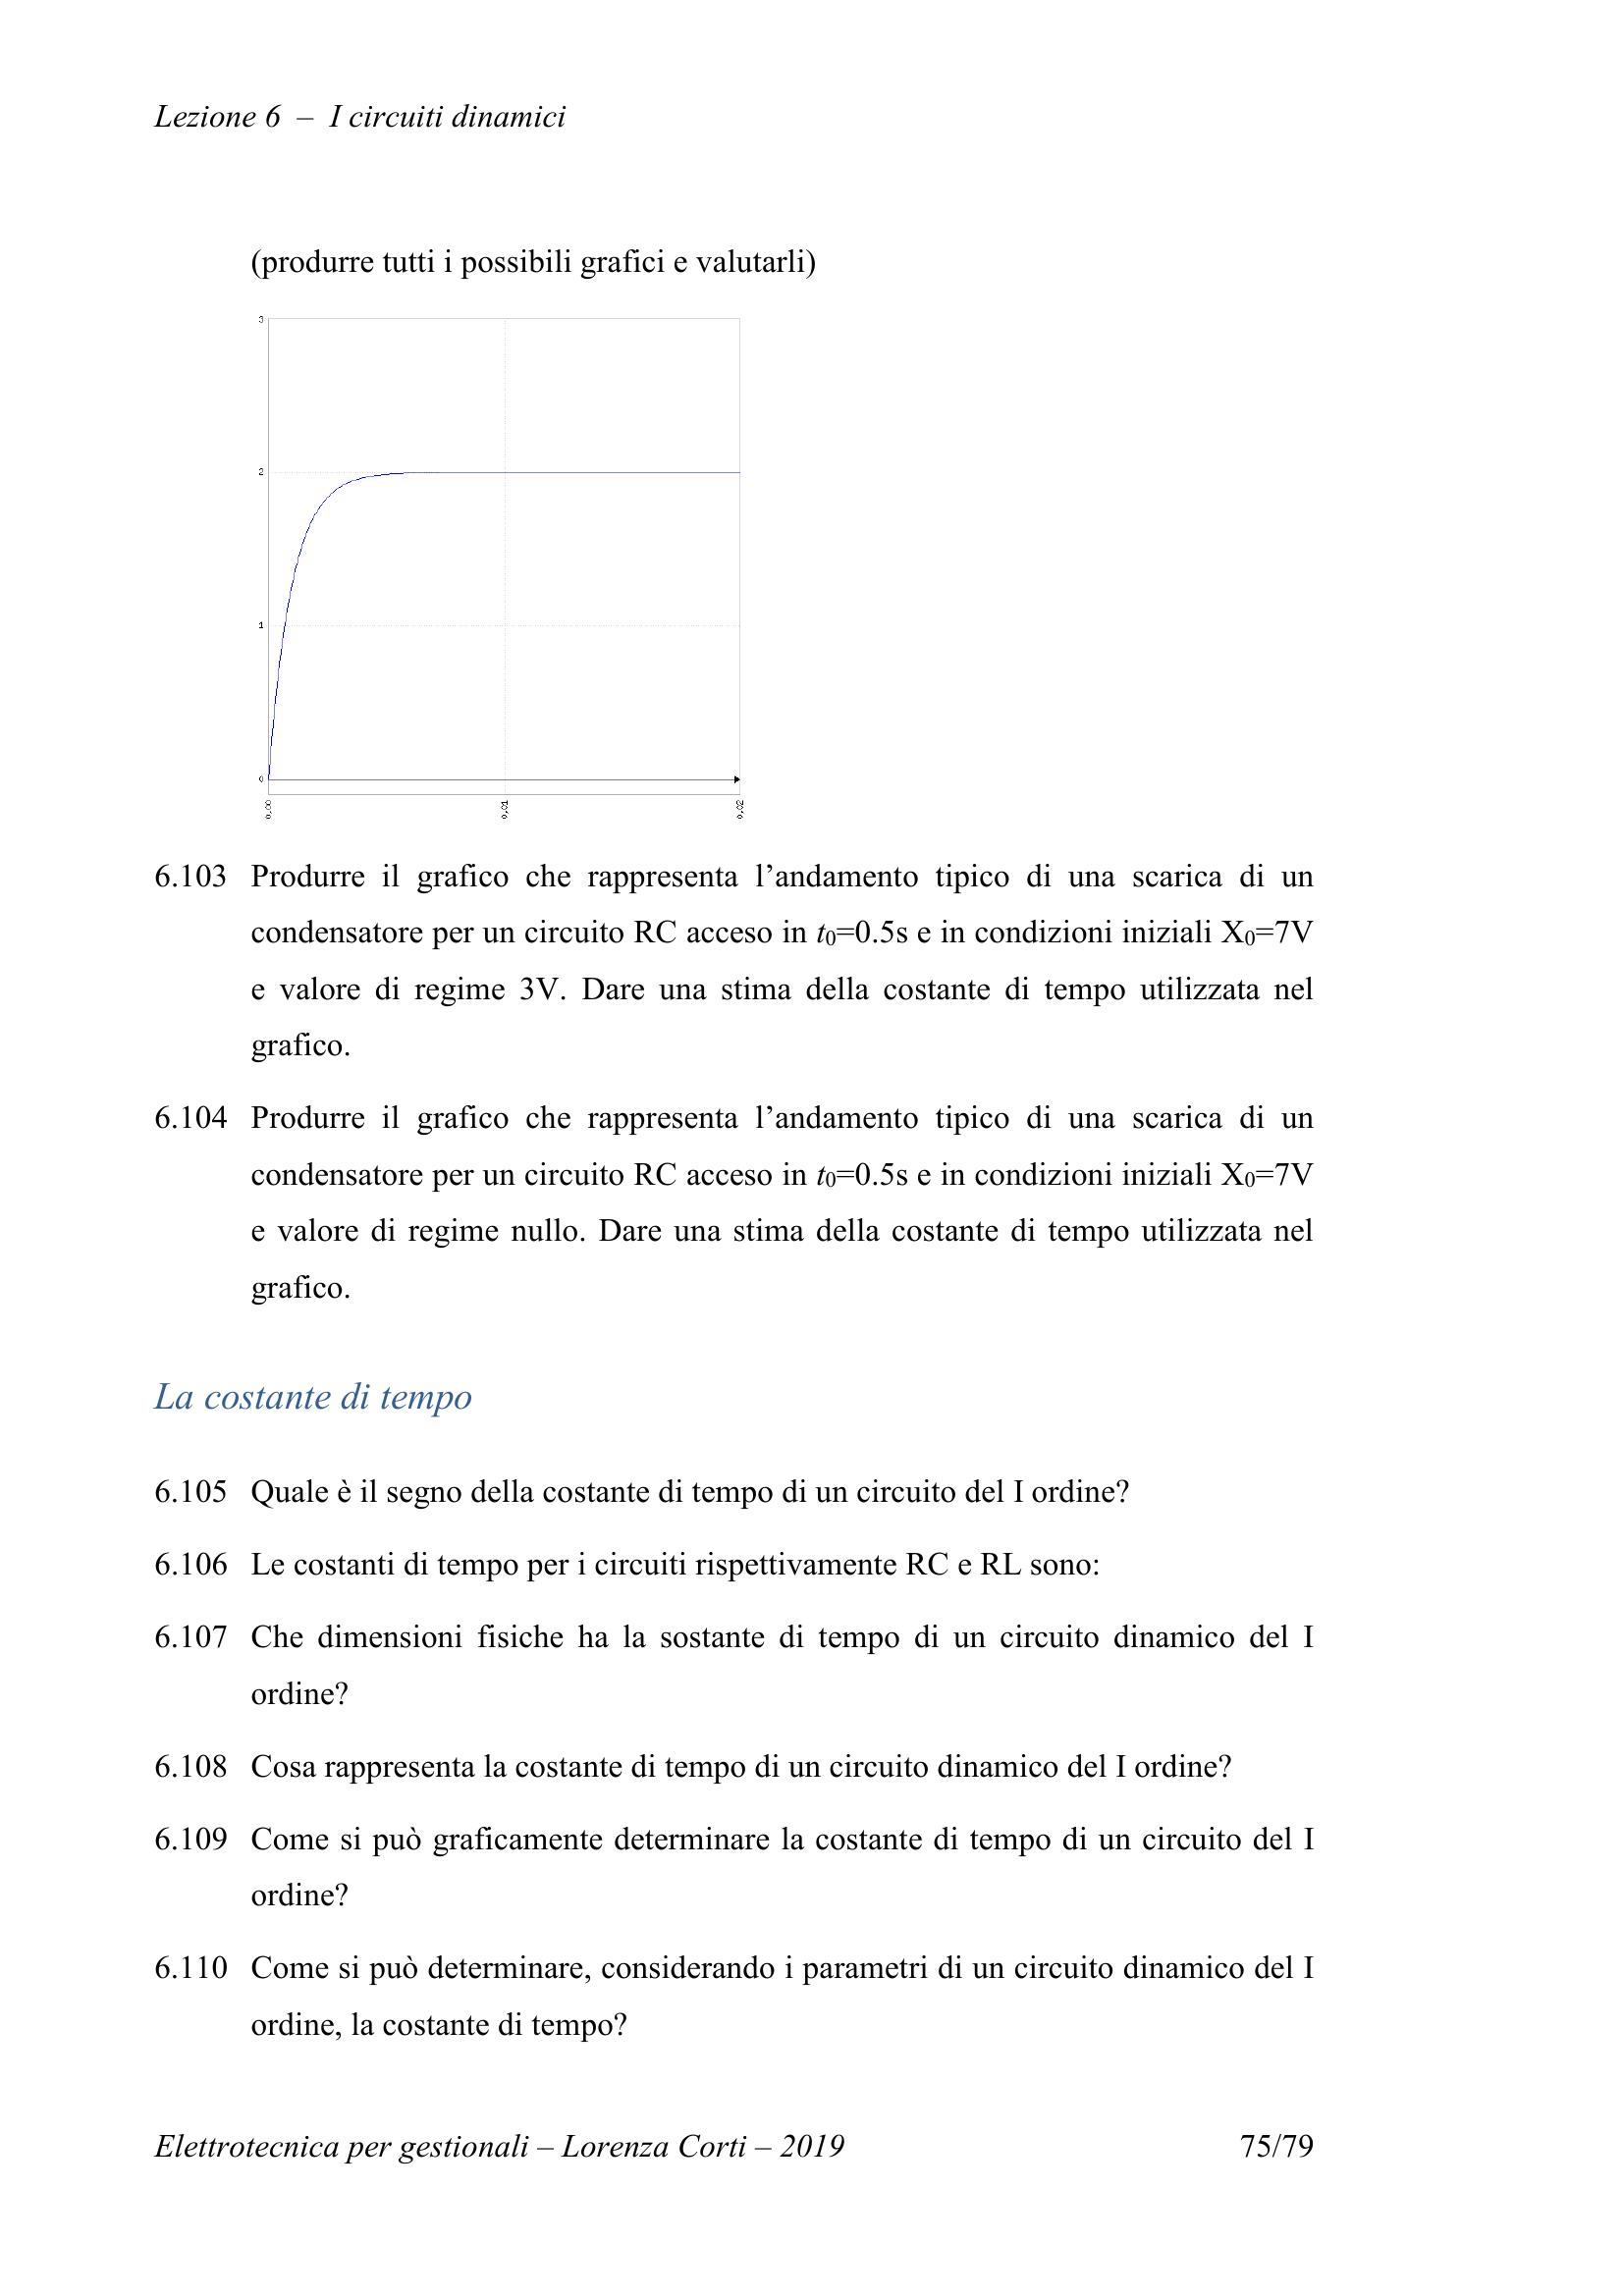 Lezione 6 – I circuiti dinamici
(produrre tutti i possibili grafici e valutarli)
3
2
1
0
0.00
0.01
0.02
6.103 Produrre il grafico che rappresenta l’andamento tipico di una scarica di un
condensatore per un circuito RC acceso in t0=0.5s e in condizioni iniziali X0=7V
e valore di regime 3V. Dare una stima della costante di tempo utilizzata nel
grafico.
6.104 Produrre il grafico che rappresenta l’andamento tipico di una scarica di un
condensatore per un circuito RC acceso in t0=0.5s e in condizioni iniziali X0=7V
e valore di regime nullo. Dare una stima della costante di tempo utilizzata nel
grafico.
La costante di tempo
6.105 Quale è il segno della costante di tempo di un circuito del I ordine?
6.106 Le costanti di tempo per i circuiti rispettivamente RC e RL sono:
6.107 Che dimensioni fisiche ha la sostante di tempo di un circuito dinamico del I
ordine?
6.108 Cosa rappresenta la costante di tempo di un circuito dinamico del I ordine?
6.109 Come si può graficamente determinare la costante di tempo di un circuito del I
ordine?
6.110 Come si può determinare, considerando i parametri di un circuito dinamico del I
ordine, la costante di tempo?
Elettrotecnica per gestionali – Lorenza Corti – 2019 75/79